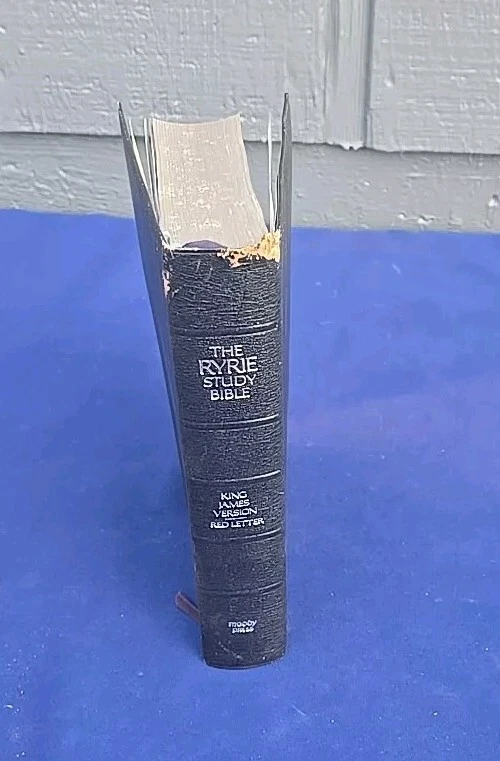 THE
RYRIE
STUDY
BIBLE
KING
JAMES
VERSION
RED LETTER
moody
press